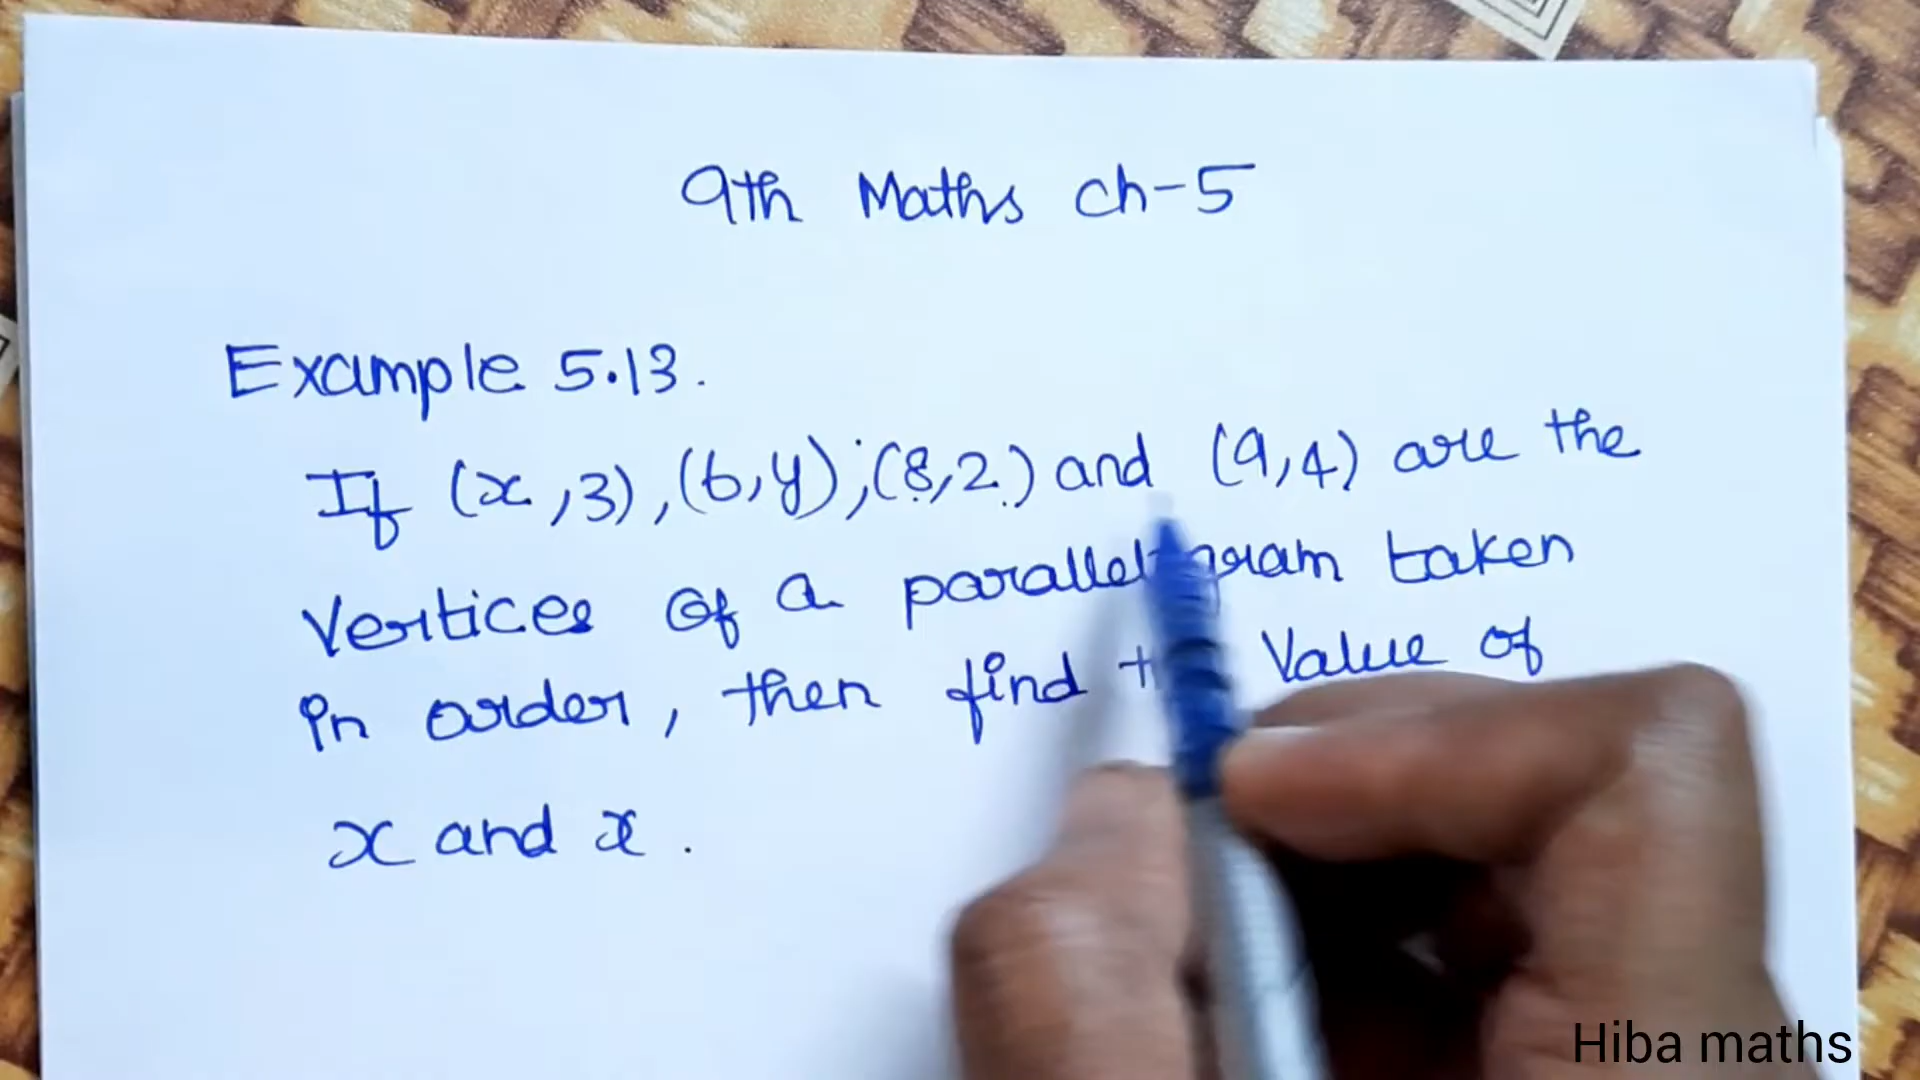 9th Maths ch-5
Example 5.13.
If (x,3), (6,y), (8,2) and (9,4) are the
vertices of a taken
in order, then find value of
x and x.
Hiba maths